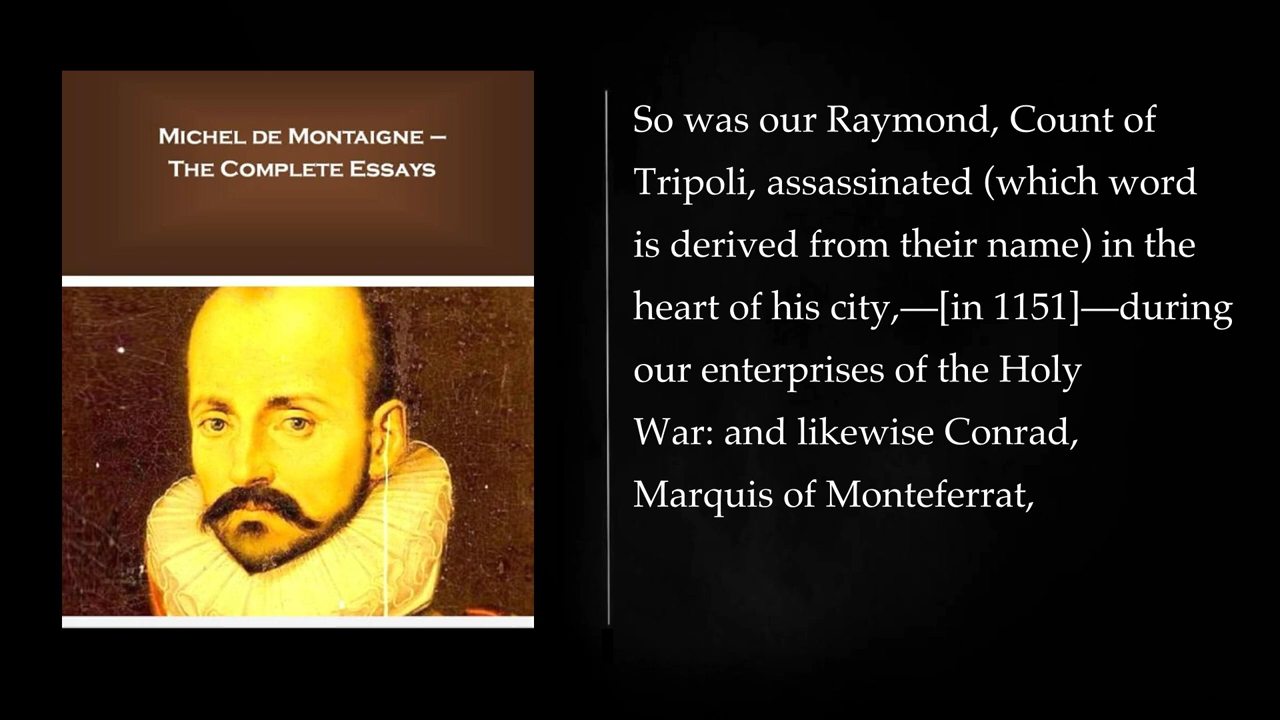 MICHEL DE MONTAIGNE –
THE COMPLETE ESSAYS
So was our Raymond, Count of
Tripoli, assassinated (which word
is derived from their name) in the
heart of his city,—[in 1151]—during
our enterprises of the Holy
War: and likewise Conrad,
Marquis of Monteferrat,